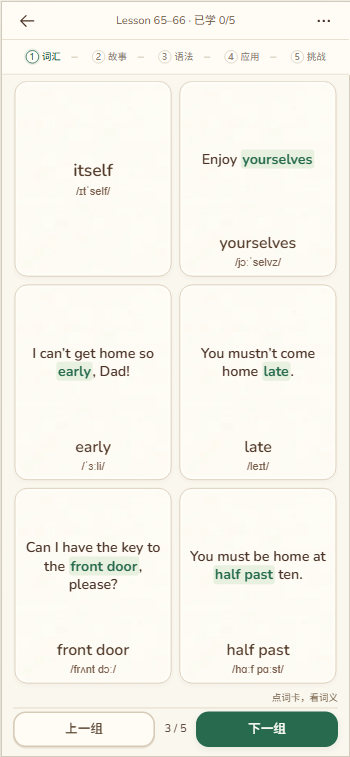 Lesson 65–66 · 已学 0/5
1 词汇 – 2 故事 – 3 语法 – 4 应用 – 5 挑战
itself
/ɪtˈself/
Enjoy yourselves
yourselves
/jɔːˈselvz/
I can't get home so
early, Dad!
early
/ˈɜːli/
You mustn't come
home late.
late
/leɪt/
Can I have the key to
the front door,
please?
front door
/frʌnt dɔː/
You must be home at
half past ten.
half past
/hɑːf pɑːst/
点词卡，看词义
上一组
3 / 5
下一组